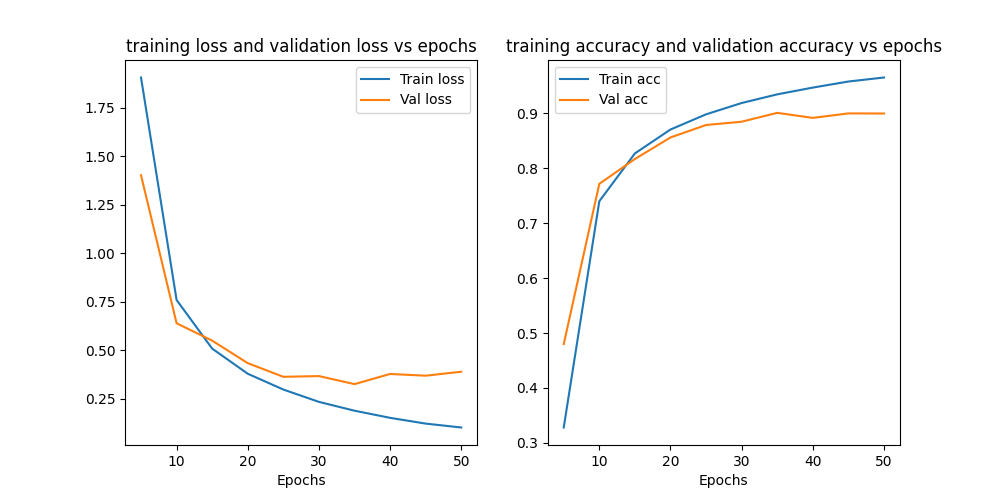 training loss and validation loss vs epochs
Train loss
Val loss
1.75
1.50
1.25
1.00
0.75
0.50
0.25
10 20 30 40 50
Epochs
training accuracy and validation accuracy vs epochs
Train acc
Val acc
0.9
0.8
0.7
0.6
0.5
0.4
0.3
10 20 30 40 50
Epochs